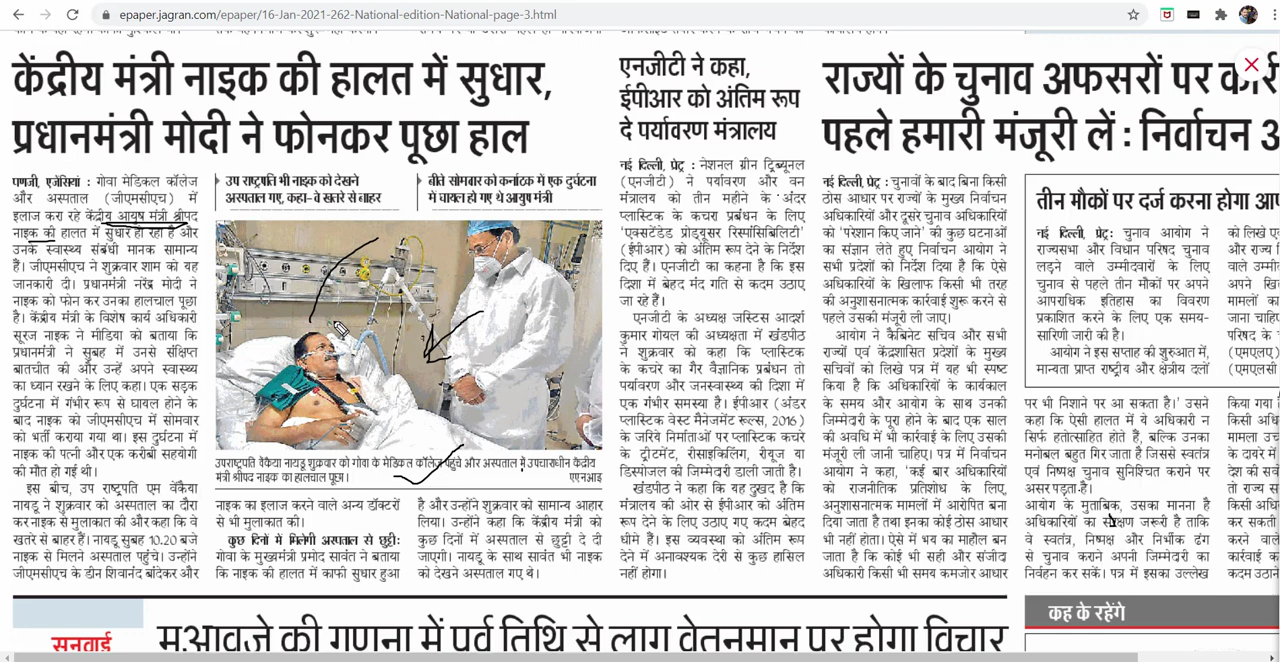 epaper.jagran.com/epaper/16-Jan-2021-262-National-edition-National-page-3.html
केंद्रीय मंत्री नाइक की हालत में सुधार,
प्रधानमंत्री मोदी ने फोनकर पूछा हाल
पणजी, एजेंसियां : गोवा मेडिकल कॉलेज
और अस्पताल (जीएमसीएच) में
इलाज करा रहे केंद्रीय आयुष मंत्री श्रीपद
नाइक की हालत में सुधार हो रहा है और
उनके स्वास्थ्य संबंधी मानक सामान्य
हैं। जीएमसीएच ने शुक्रवार शाम को यह
जानकारी दी। प्रधानमंत्री नरेंद्र मोदी ने
नाइक को फोन कर उनका हालचाल पूछा
है। केंद्रीय मंत्री के विशेष कार्य अधिकारी
सूरज नाइक ने मीडिया को बताया कि
प्रधानमंत्री ने सुबह में उनसे संक्षिप्त
बातचीत की और उन्हें अपने स्वास्थ्य
का ध्यान रखने के लिए कहा। एक सड़क
दुर्घटना में गंभीर रूप से घायल होने के
बाद नाइक को जीएमसीएच में सोमवार
को भर्ती कराया गया था। इस दुर्घटना में
नाइक की पत्नी और एक करीबी सहयोगी
की मौत हो गई थी।
इस बीच, उप राष्ट्रपति एम वेंकैया
नायडू ने शुक्रवार को अस्पताल का दौरा
कर नाइक से मुलाकात की और कहा कि वे
खतरे से बाहर हैं। नायडू सुबह 10.20 बजे
नाइक से मिलने अस्पताल पहुंचे। उन्होंने
जीएमसीएच के डीन शिवानंद बांदेकर और
उप राष्ट्रपति भी नाइक को देखने
अस्पताल गए, कहा- वे खतरे से बाहर
बीते सोमवार को कर्नाटक में एक दुर्घटना
में घायल हो गए थे आयुष मंत्री
उपराष्ट्रपति वेंकैया नायडू शुक्रवार को गोवा के मेडिकल कॉलेज पहुंचे और अस्पताल में उपचाराधीन केंद्रीय
मंत्री श्रीपद नाइक का हालचाल पूछा। एएनआइ
नाइक का इलाज करने वाले अन्य डॉक्टरों
से भी मुलाकात की।
कुछ दिनों में मिलेगी अस्पताल से छुट्टी:
गोवा के मुख्यमंत्री प्रमोद सावंत ने बताया
कि नाइक की हालत में काफी सुधार हुआ
है और उन्होंने शुक्रवार को सामान्य आहार
लिया। उन्होंने कहा कि केंद्रीय मंत्री को
कुछ दिनों में अस्पताल से छुट्टी दे दी
जाएगी। नायडू के साथ सावंत भी नाइक
को देखने अस्पताल गए थे।
एनजीटी ने कहा,
ईपीआर को अंतिम रूप
दे पर्यावरण मंत्रालय
नई दिल्ली, प्रेट्र : नेशनल ग्रीन ट्रिब्यूनल
(एनजीटी) ने पर्यावरण और वन
मंत्रालय को तीन महीने के अंदर
प्लास्टिक के कचरा प्रबंधन के लिए
'एक्सटेंडेड प्रोड्यूसर रिस्पांसिबिलिटी'
(ईपीआर) को अंतिम रूप देने के निर्देश
दिए हैं। एनजीटी का कहना है कि इस
दिशा में बेहद मंद गति से कदम उठाए
जा रहे हैं।
एनजीटी के अध्यक्ष जस्टिस आदर्श
कुमार गोयल की अध्यक्षता में खंडपीठ
ने शुक्रवार को कहा कि प्लास्टिक
के कचरे का गैर वैज्ञानिक प्रबंधन तो
पर्यावरण और जनस्वास्थ्य की दिशा में
एक गंभीर समस्या है। ईपीआर (अंडर
प्लास्टिक वेस्ट मैनेजमेंट रूल्स, 2016)
के जरिये निर्माताओं पर प्लास्टिक कचरे
के ट्रीटमेंट, रीसाइकिलिंग, रीयूज या
डिस्पोजल की जिम्मेदारी डाली जाती है।
खंडपीठ ने कहा कि यह दुखद है कि
मंत्रालय की ओर से ईपीआर को अंतिम
रूप देने के लिए उठाए गए कदम बेहद
धीमे हैं। इस व्यवस्था को अंतिम रूप
देने में अनावश्यक देरी से कुछ हासिल
नहीं होगा।
राज्यों के चुनाव अफसरों पर कार्र
पहले हमारी मंजूरी लें : निर्वाचन
नई दिल्ली, प्रेट्र : चुनावों के बाद बिना किसी
ठोस आधार पर राज्यों के मुख्य निर्वाचन
अधिकारियों और दूसरे चुनाव अधिकारियों
को 'परेशान किए जाने' की कुछ घटनाओं
का संज्ञान लेते हुए निर्वाचन आयोग ने
सभी प्रदेशों को निर्देश दिया है कि ऐसे
अधिकारियों के खिलाफ किसी भी तरह
की अनुशासनात्मक कार्रवाई शुरू करने से
पहले उसकी मंजूरी ली जाए।
आयोग ने कैबिनेट सचिव और सभी
राज्यों एवं केंद्रशासित प्रदेशों के मुख्य
सचिवों को लिखे पत्र में यह भी स्पष्ट
किया है कि अधिकारियों के कार्यकाल
के समय और आयोग के साथ उनकी
जिम्मेदारी के पूरा होने के बाद एक साल
की अवधि में भी कार्रवाई के लिए उसकी
मंजूरी ली जानी चाहिए। पत्र में निर्वाचन
आयोग ने कहा, 'कई बार अधिकारियों
को राजनीतिक प्रतिशोध के लिए,
अनुशासनात्मक मामलों में आरोपित बना
दिया जाता है तथा इनका कोई ठोस आधार
भी नहीं होता। ऐसे में भय का माहौल बन
जाता है कि कोई भी सही और संजीदा
अधिकारी किसी भी समय कमजोर आधार
तीन मौकों पर दर्ज करना होगा
नई दिल्ली, प्रेट्र : चुनाव आयोग ने
राज्यसभा और विधान परिषद चुनाव
लड़ने वाले उम्मीदवारों के लिए
चुनाव से पहले तीन मौकों पर अपने
आपराधिक इतिहास का विवरण
प्रकाशित करने के लिए एक समय-
सारिणी जारी की है।
आयोग ने इस सप्ताह की शुरुआत में,
मान्यता प्राप्त राष्ट्रीय और क्षेत्रीय दलों
पर भी निशाने पर आ सकता है।' उसने
कहा कि ऐसी हालत में ये अधिकारी न
सिर्फ हतोत्साहित होते हैं, बल्कि उनका
मनोबल बहुत गिर जाता है जिससे स्वतंत्र
एवं निष्पक्ष चुनाव सुनिश्चित कराने पर
असर पड़ता है।
आयोग के मुताबिक, उसका मानना है
अधिकारियों का संरक्षण जरूरी है ताकि
वे स्वतंत्र, निष्पक्ष और निर्भीक ढंग
से चुनाव कराने अपनी जिम्मेदारी का
निर्वहन कर सकें। पत्र में इसका उल्लेख
को लिखे
राज्य
वाले
अपने
मामलों का
जाना चाहि
परिषद के
(एमएलए)
(एमएलसी
किया गया
किसी
मामला
के दायरे में
देश की
तो राज्य
किसी
कर सकती
करने वाले
कार्रवाई
कदम उठाने
कह के रहेंगे
सुनवाई
मुआवजे की गणना में पूर्व तिथि से लागू वेतनमान पर होगा विचार